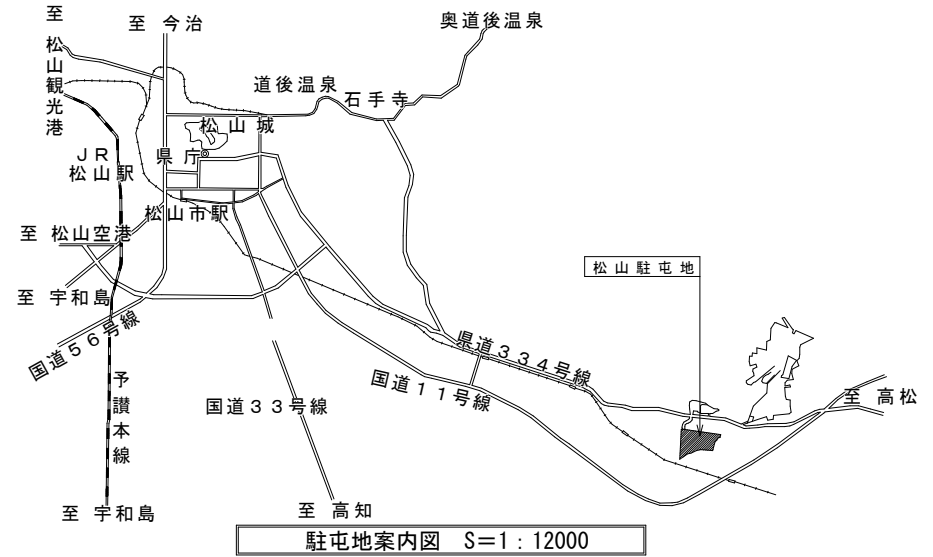 至 松山観光港
至 今治
奥道後温泉
道後温泉
石手寺
松山城
県庁
ＪＲ
松山駅
松山市駅
至 松山空港
至 宇和島
国道５６号線
松山駐屯地
県道３３４号線
国道１１号線
国道３３号線
至 高松
予讃本線
至 宇和島
至 高知
駐屯地案内図 S＝1：12000